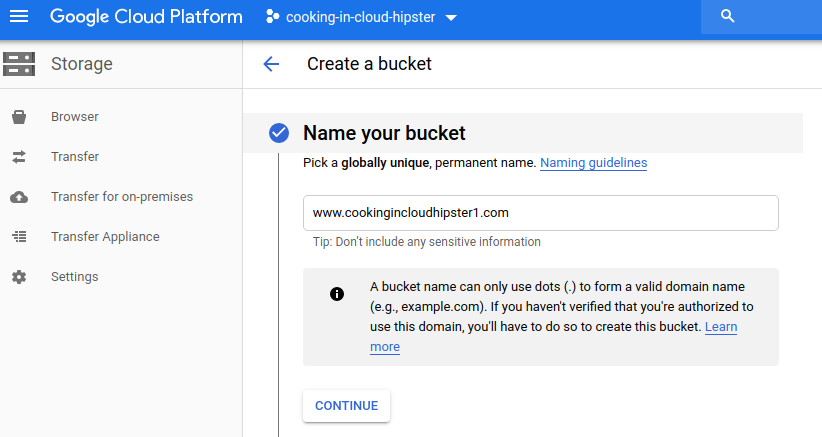 Google Cloud Platform
cooking-in-cloud-hipster
Storage
Create a bucket
Browser
Transfer
Transfer for on-premises
Transfer Appliance
Settings
Name your bucket
Pick a globally unique, permanent name. Naming guidelines
www.cookingincloudhipster1.com
Tip: Don't include any sensitive information
A bucket name can only use dots (.) to form a valid domain name
(e.g., example.com). If you haven't verified that you're authorized to
use this domain, you'll have to do so to create this bucket. Learn
more
CONTINUE